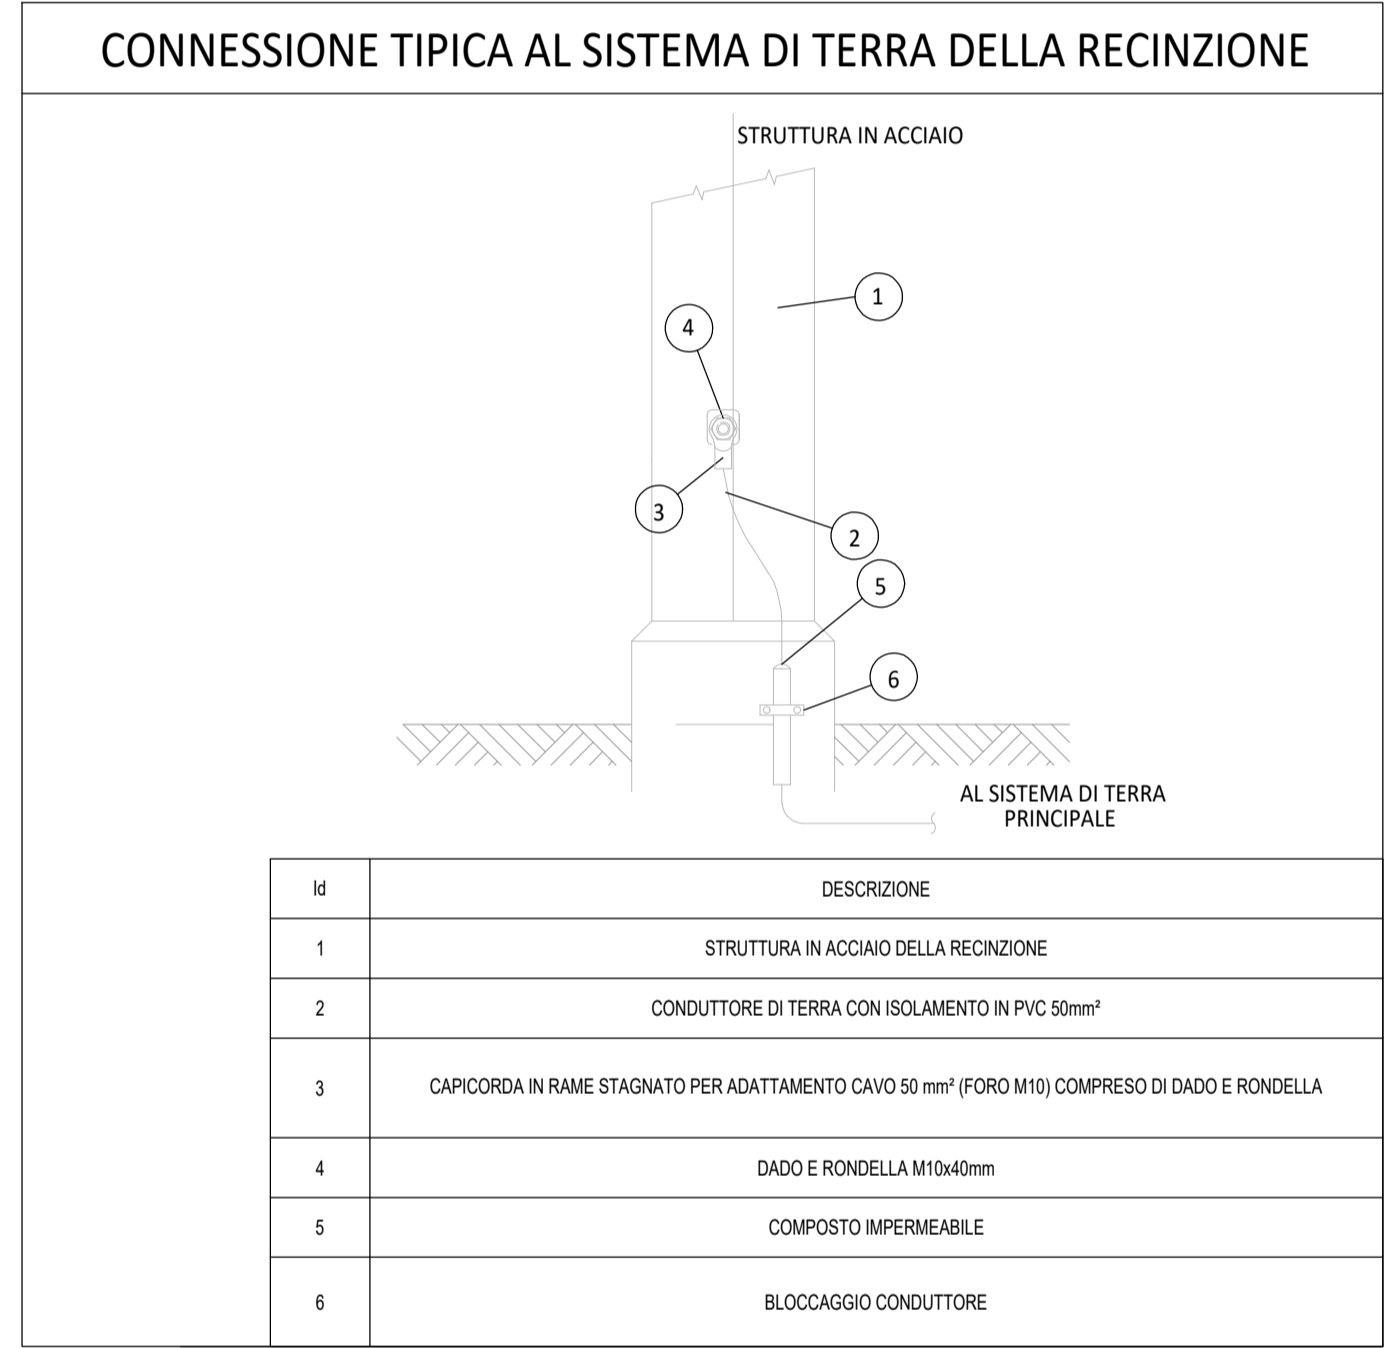 CONNESSIONE TIPICA AL SISTEMA DI TERRA DELLA RECINZIONE
STRUTTURA IN ACCIAIO
1
4
3
2
5
6
AL SISTEMA DI TERRA
PRINCIPALE
Id DESCRIZIONE
1 STRUTTURA IN ACCIAIO DELLA RECINZIONE
2 CONDUTTORE DI TERRA CON ISOLAMENTO IN PVC 50mm²
3 CAPICORDA IN RAME STAGNATO PER ADATTAMENTO CAVO 50 mm² (FORO M10) COMPRESO DI DADO E RONDELLA
4 DADO E RONDELLA M10x40mm
5 COMPOSTO IMPERMEABILE
6 BLOCCAGGIO CONDUTTORE